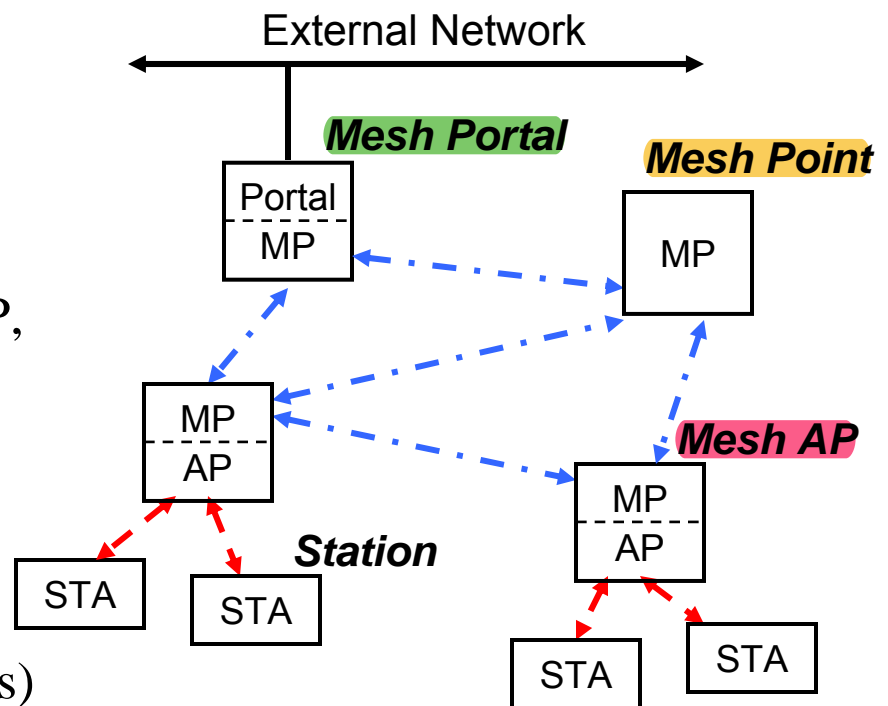 External Network
Mesh Portal
Mesh Point
Portal
MP
MP
P,
MP
AP
Mesh AP
MP
AP
Station
STA
STA
STA
STA
s)